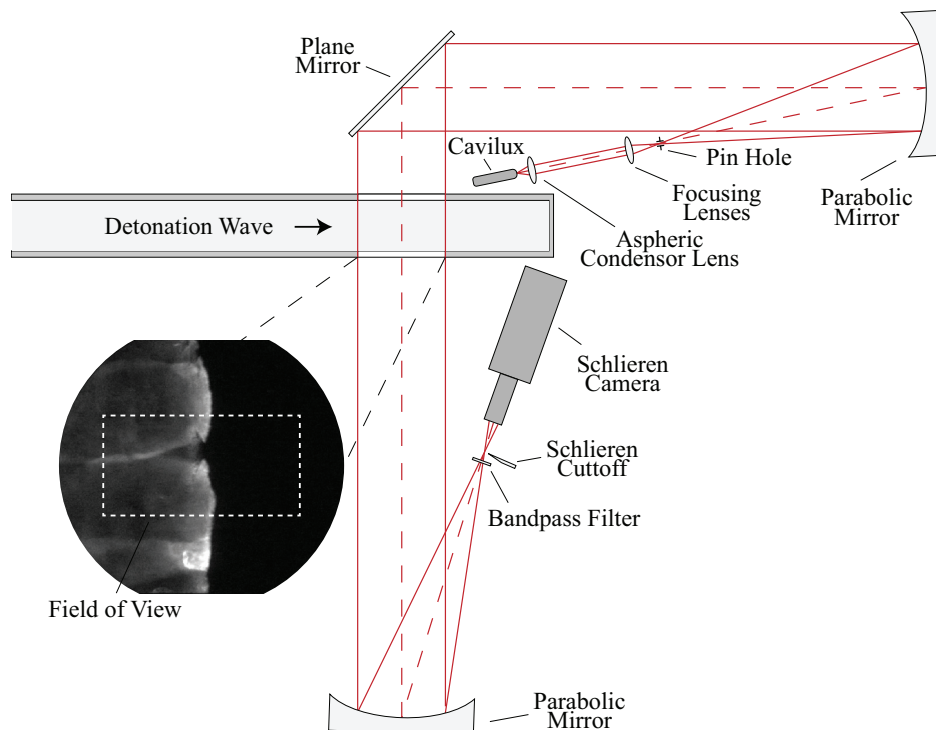 Plane
Mirror
Cavilux
Pin Hole
Focusing
Lenses
Parabolic
Mirror
Detonation Wave
Aspheric
Condensor Lens
Schlieren
Camera
Schlieren
Cuttoff
Bandpass Filter
Field of View
Parabolic
Mirror